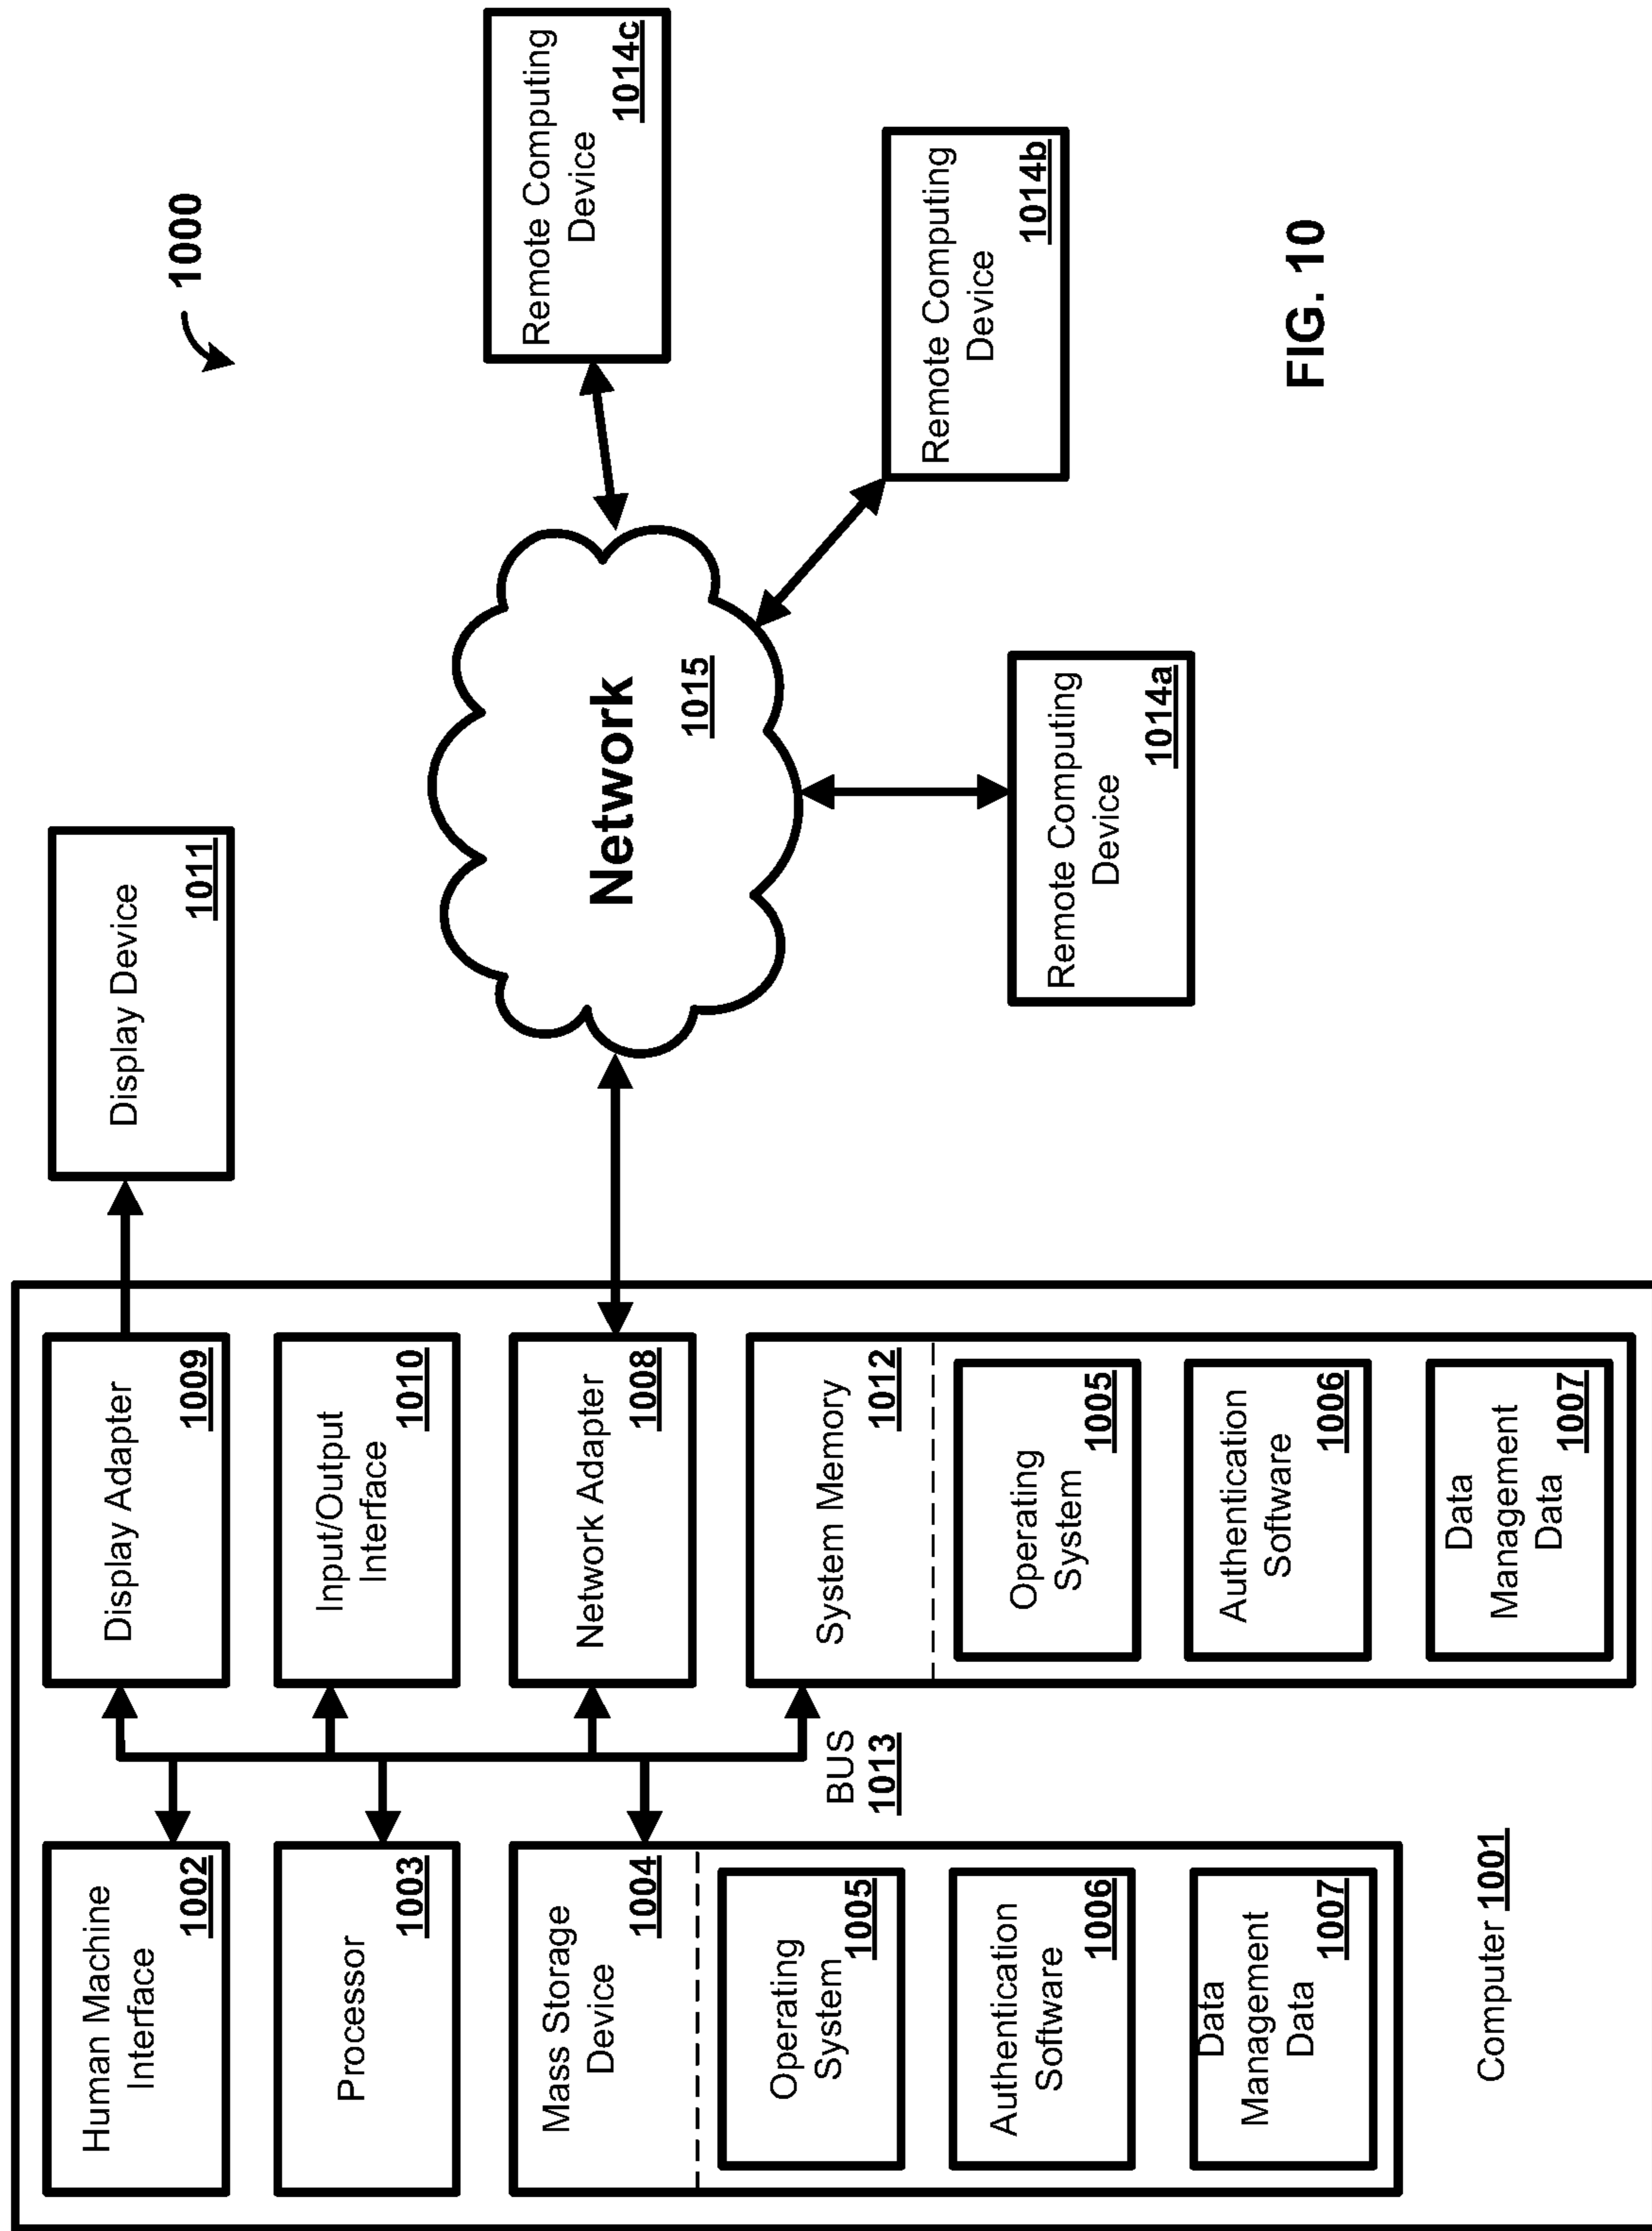 1000
Human Machine
Interface
1002
Processor
1003
Mass Storage
Device
1004
Operating
System
1005
Authentication
Software
1006
Data
Management
Data
1007
Computer 1001
BUS
1013
Display Adapter
1009
Input/Output
Interface
1010
Network Adapter
1008
System Memory
1012
Operating
System
1005
Authentication
Software
1006
Data
Management
Data
1007
Display Device
1011
Network
1015
Remote Computing
Device
1014a
Remote Computing
Device
1014b
Remote Computing
Device
1014c
FIG. 10